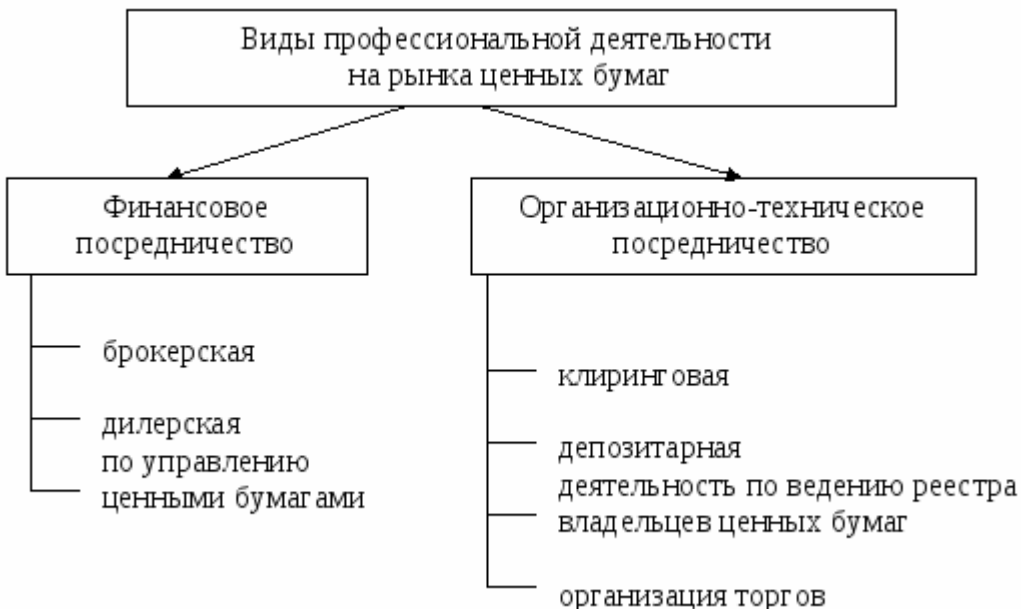 Виды профессиональной деятельности
на рынка ценных бумаг
Финансовое
посредничество
Организационно-техническое
посредничество
брокерская
дилерская
по управлению
ценными бумагами
клиринговая
депозитарная
деятельность по ведению реестра
владельцев ценных бумаг
организация торгов